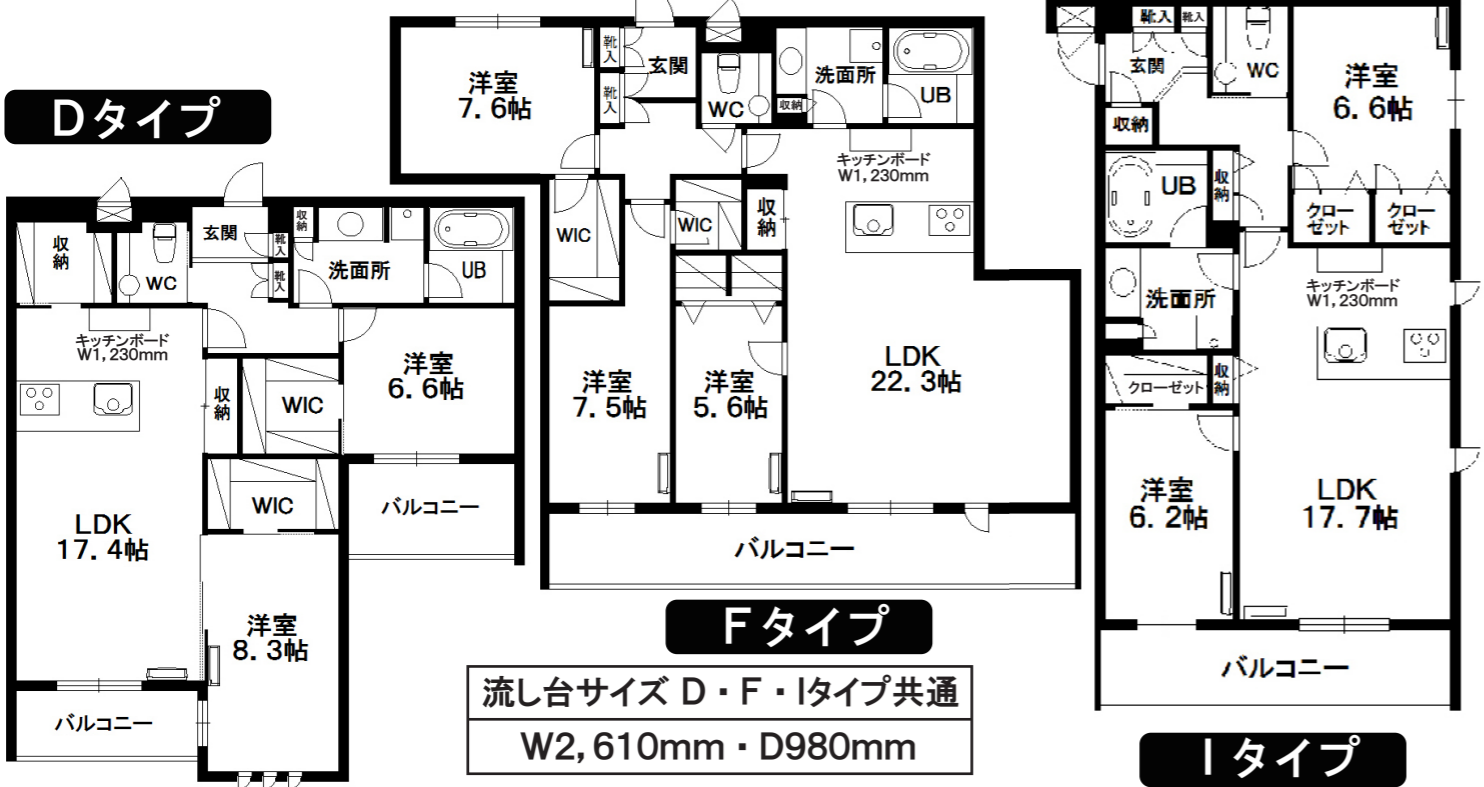 Dタイプ
収納
WC
玄関
靴入
靴入
収納
洗面所
UB
キッチンボード
W1,230mm
収納
WIC
洋室
6.6帖
WIC
バルコニー
LDK
17.4帖
洋室
8.3帖
バルコニー
洋室
7.6帖
靴入
靴入
玄関
WC
収納
洗面所
UB
キッチンボード
W1,230mm
WIC
WIC
収納
洋室
7.5帖
洋室
5.6帖
LDK
22.3帖
バルコニー
Fタイプ
流し台サイズ D・F・Iタイプ共通
W2,610mm・D980mm
靴入
靴入
玄関
WC
洋室
6.6帖
収納
UB
収納
クローゼット
クローゼット
洗面所
キッチンボード
W1,230mm
クローゼット
収納
洋室
6.2帖
LDK
17.7帖
バルコニー
Iタイプ